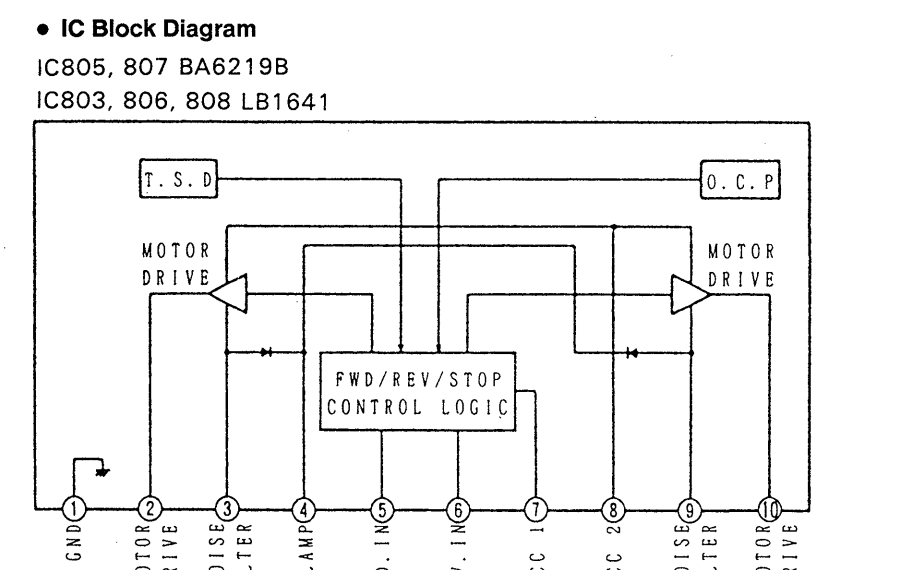 • IC Block Diagram
IC805, 807 BA6219B
IC803, 806, 808 LB1641
T.S.D
O.C.P
MOTOR
DRIVE
MOTOR
DRIVE
FWD/REV/STOP
CONTROL LOGIC
1
2
3
4
5
6
7
8
9
10
GND